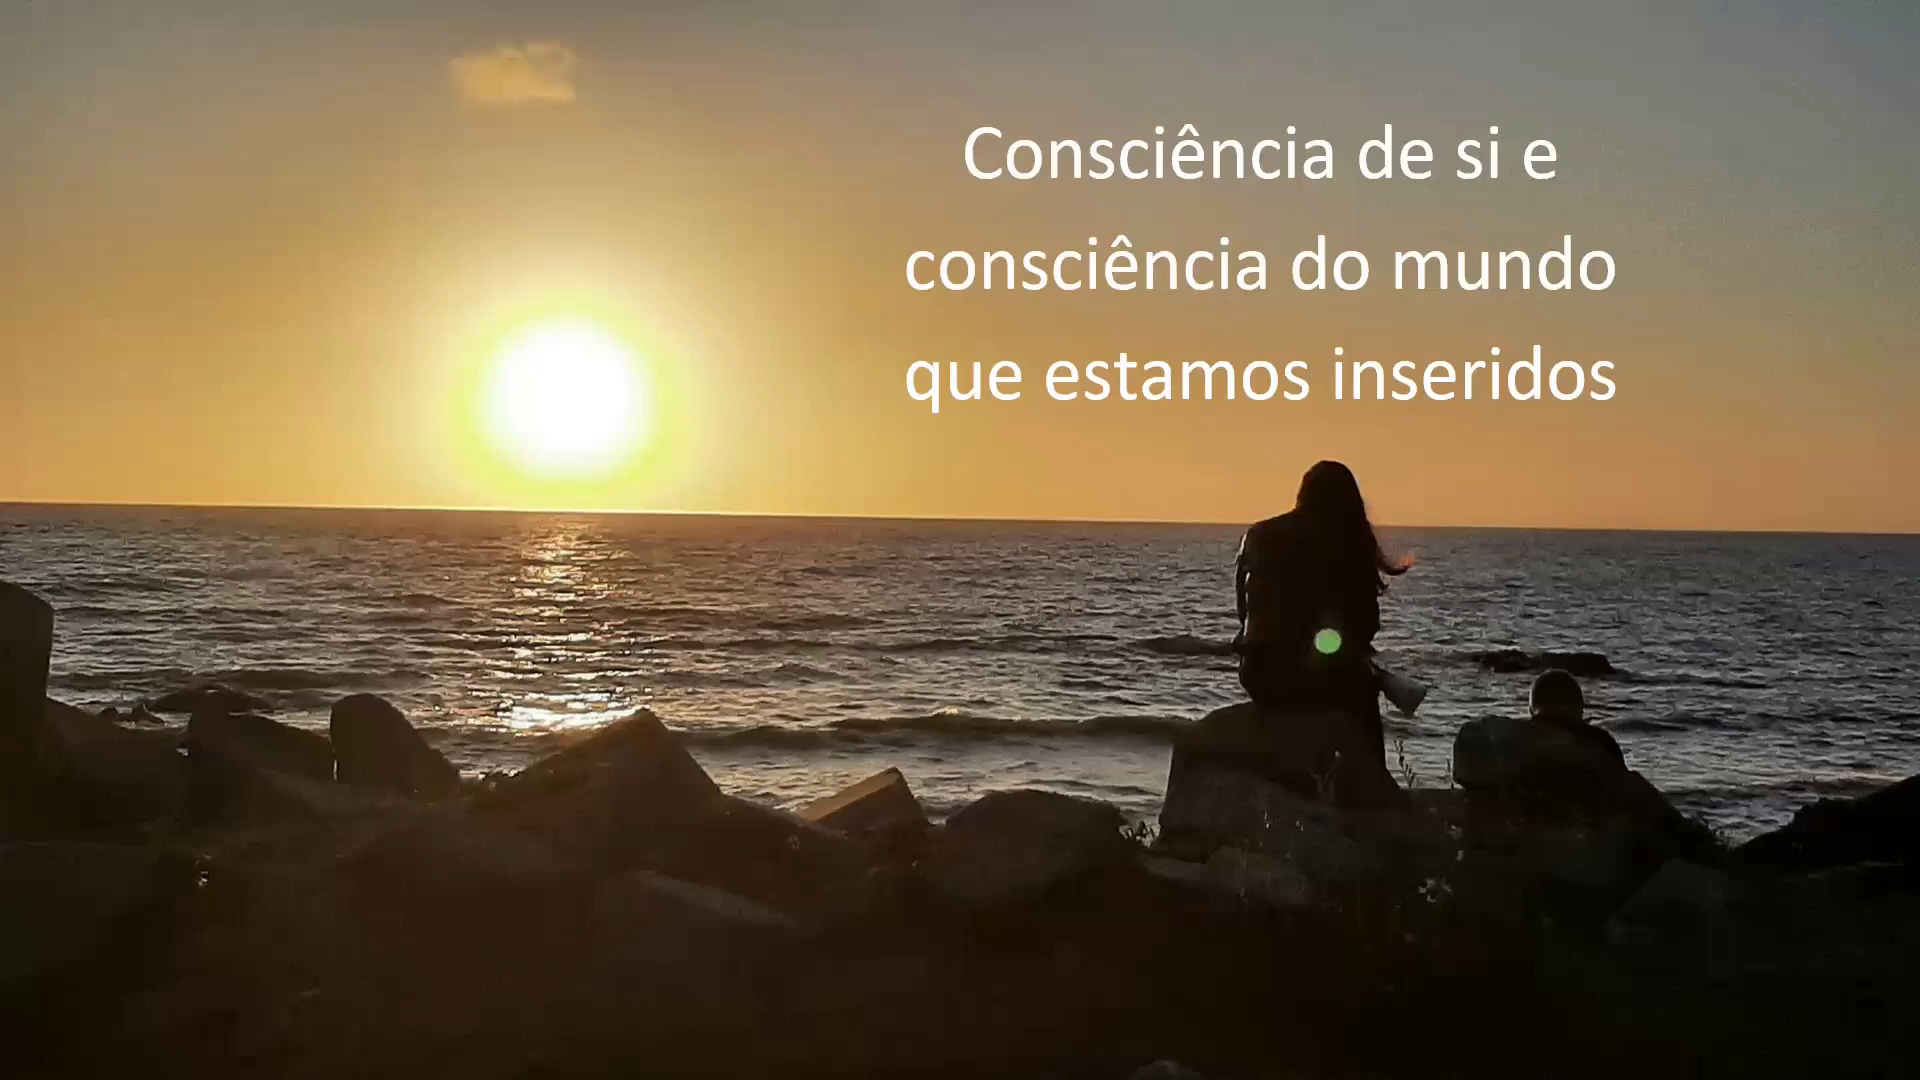 Consciência de si e
consciência do mundo
que estamos inseridos